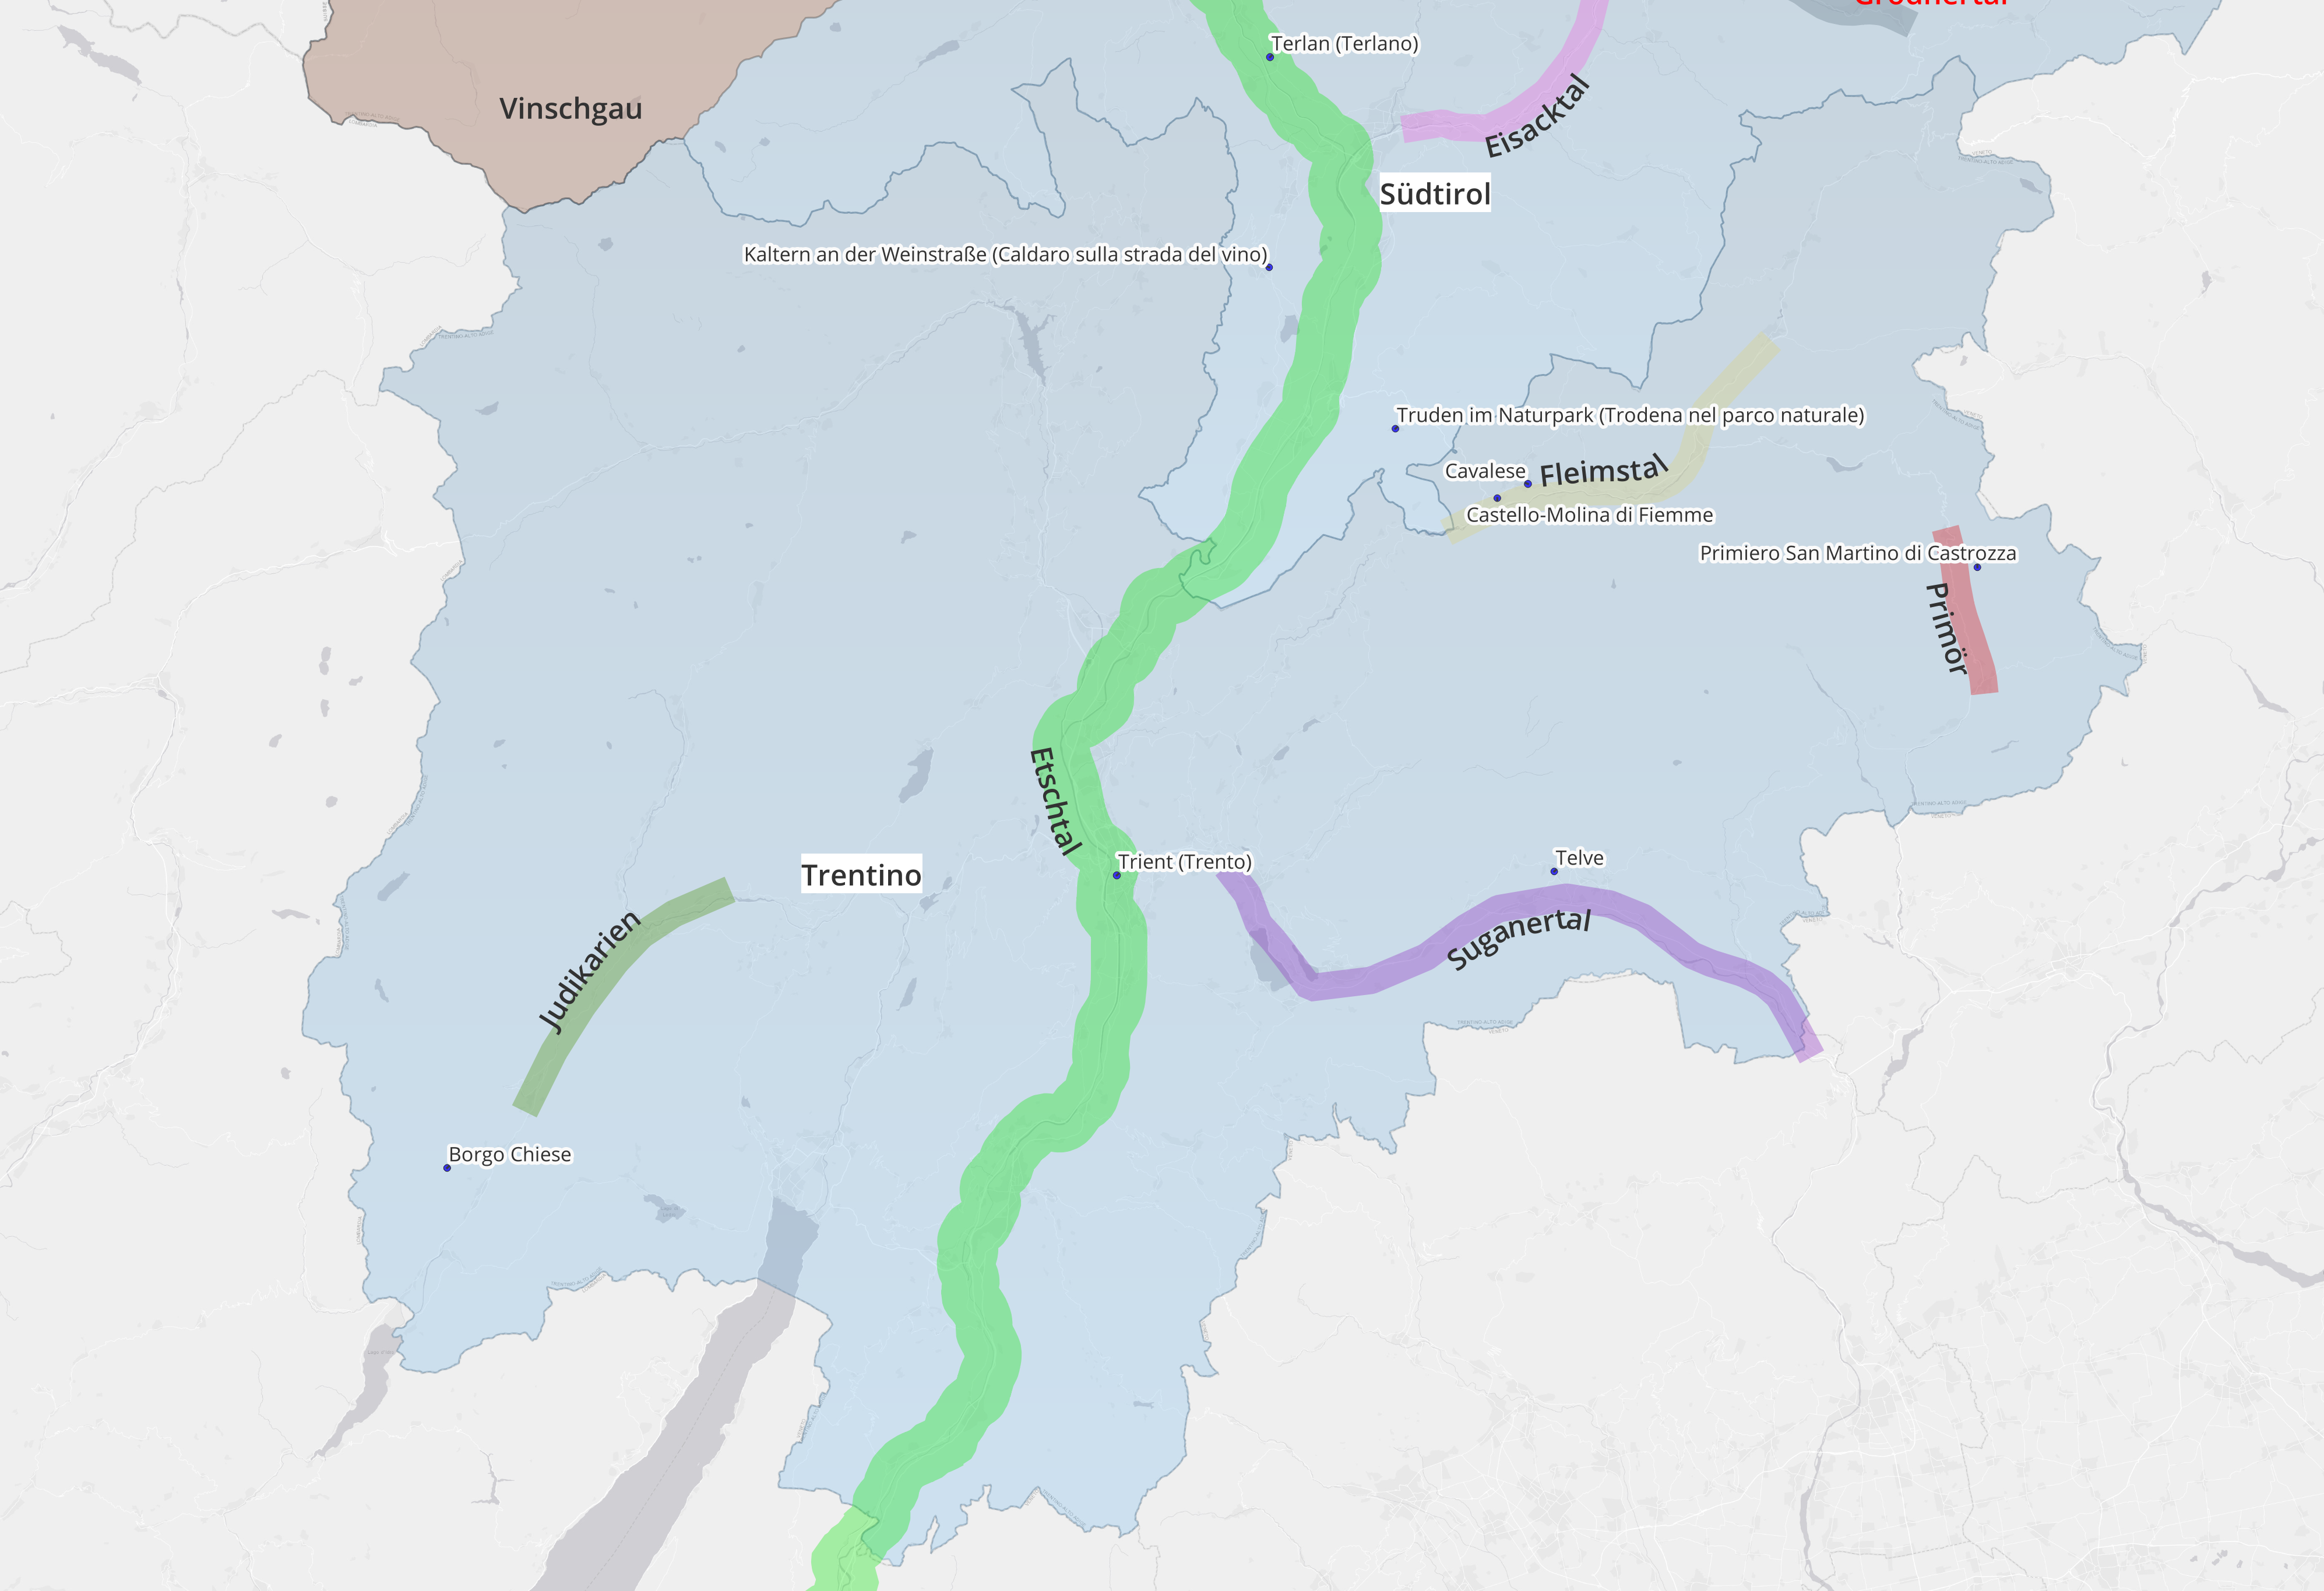 Grödnertal
Terlan (Terlano)
Vinschgau
Eisacktal
Südtirol
Kaltern an der Weinstraße (Caldaro sulla strada del vino)
Truden im Naturpark (Trodena nel parco naturale)
Cavalese
Fleimstal
Castello-Molina di Fiemme
Primiero San Martino di Castrozza
Primör
Etschtal
Trient (Trento)
Telve
Trentino
Suganertal
Judikarien
Borgo Chiese